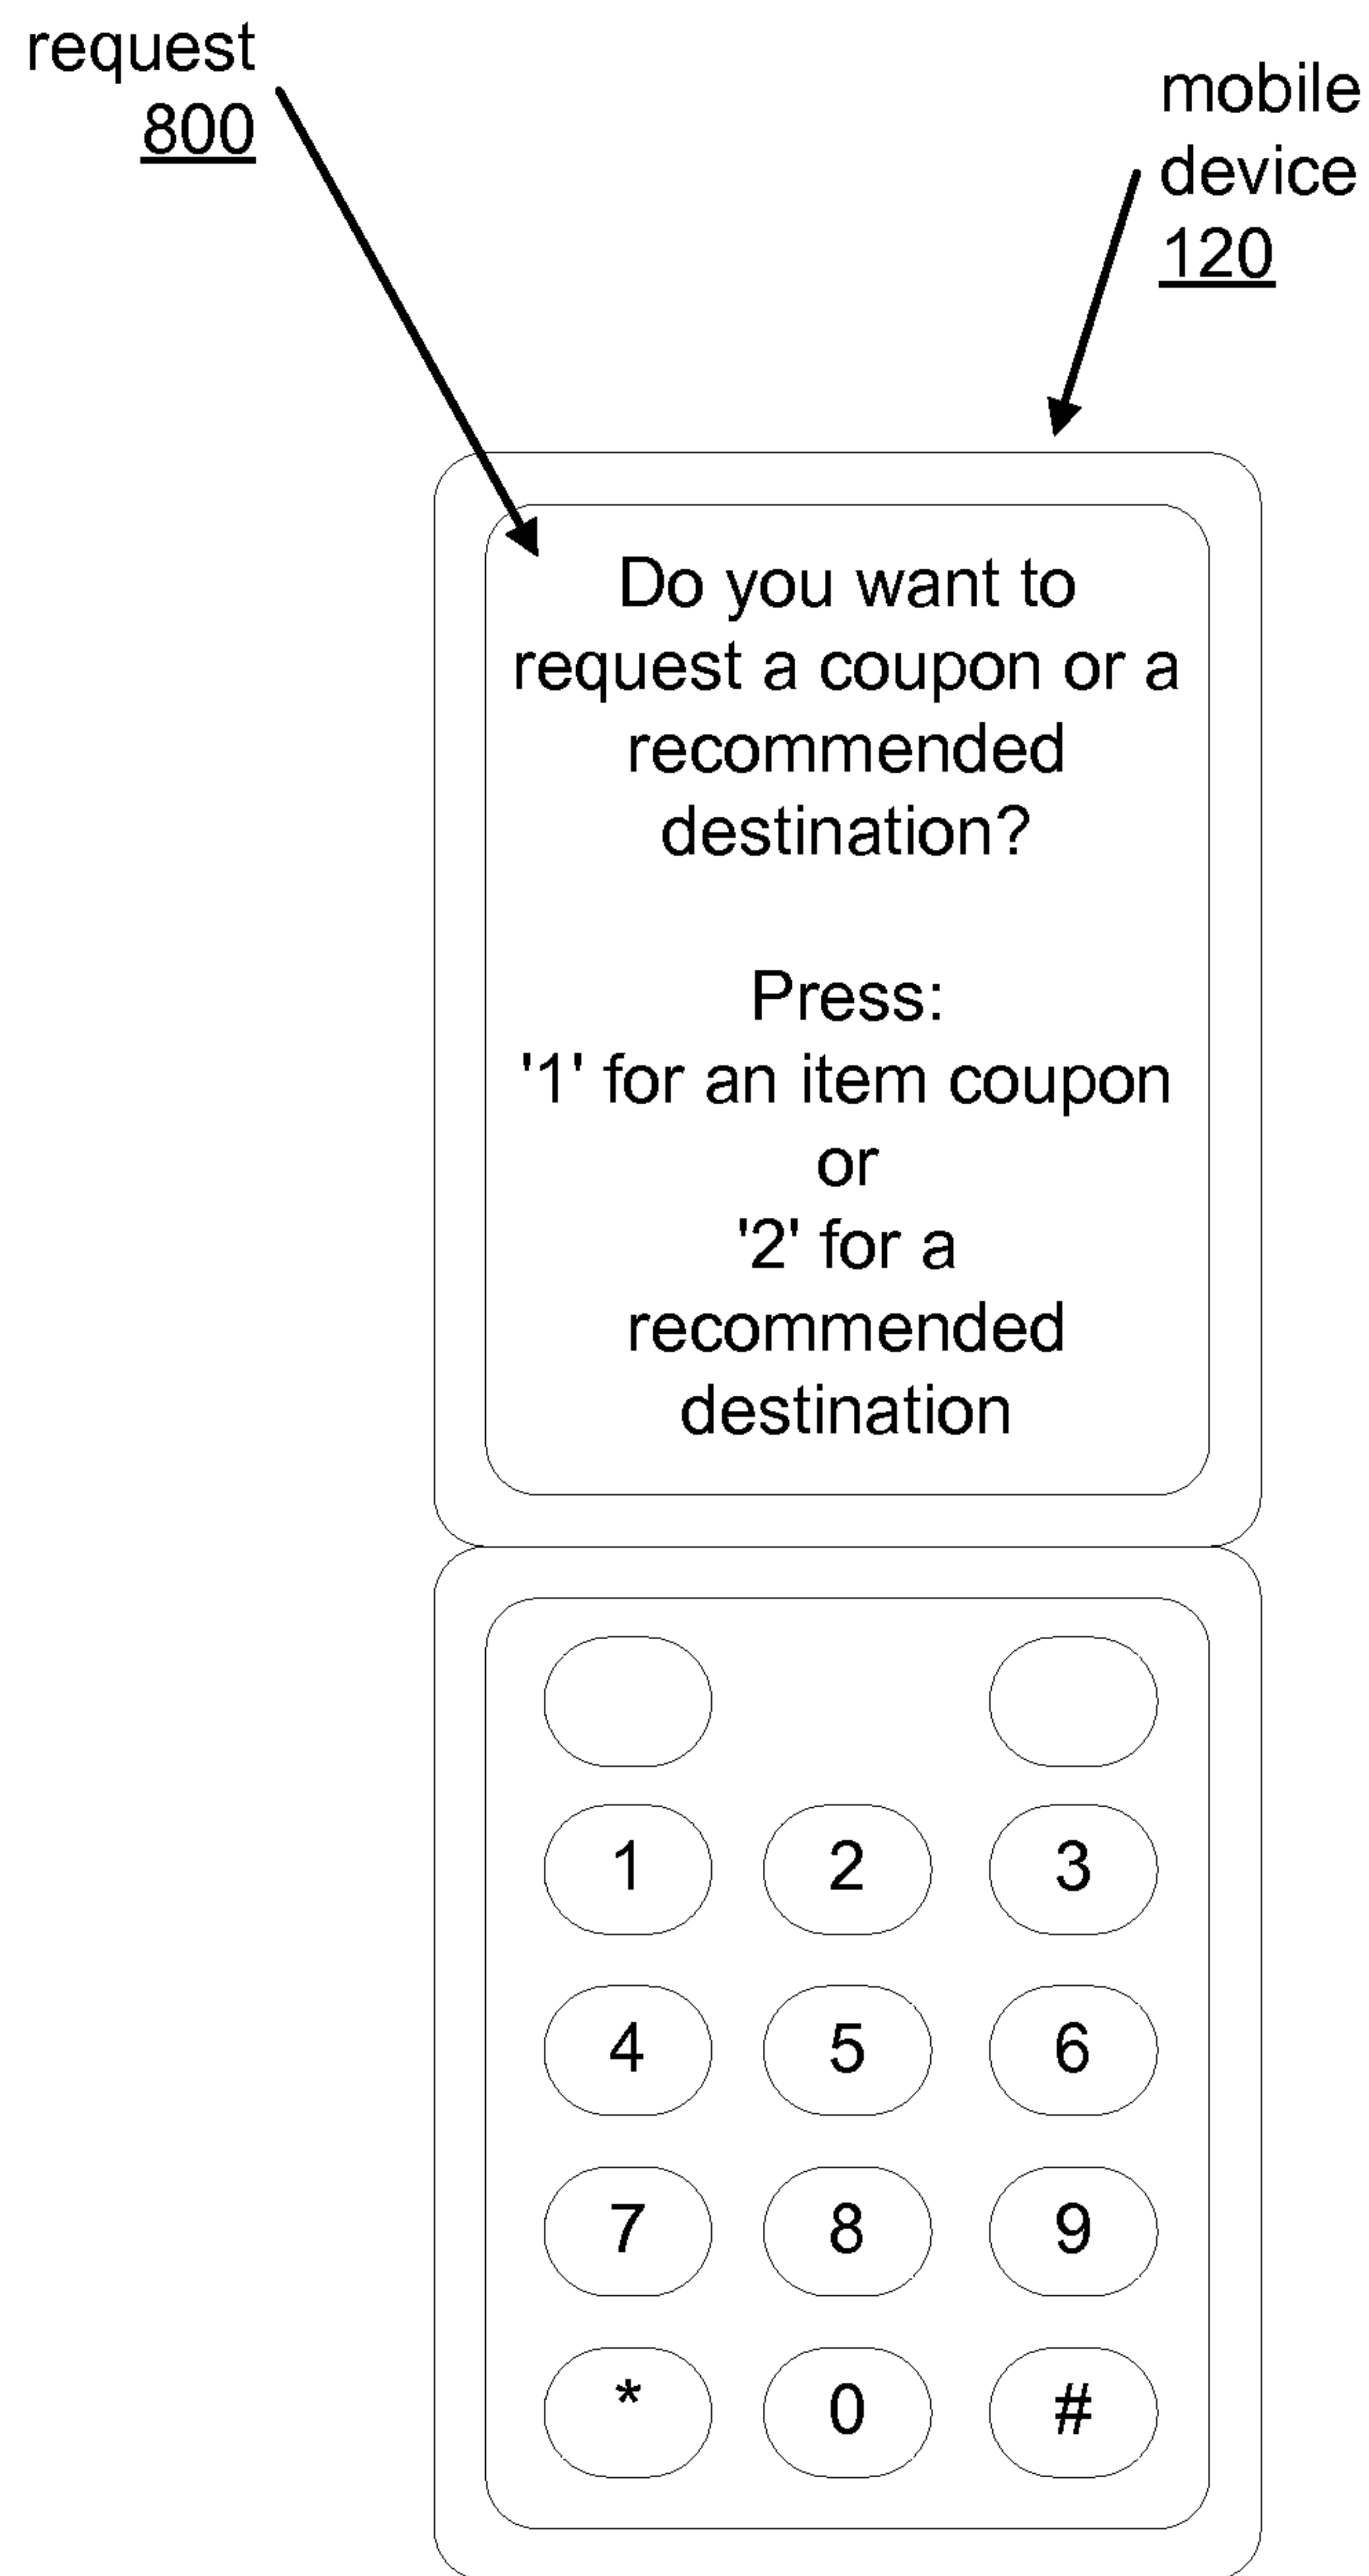 request
800
mobile
device
120
Do you want to
request a coupon or a
recommended
destination?
Press:
'1' for an item coupon
or
'2' for a
recommended
destination
1 2 3
4 5 6
7 8 9
* 0 #